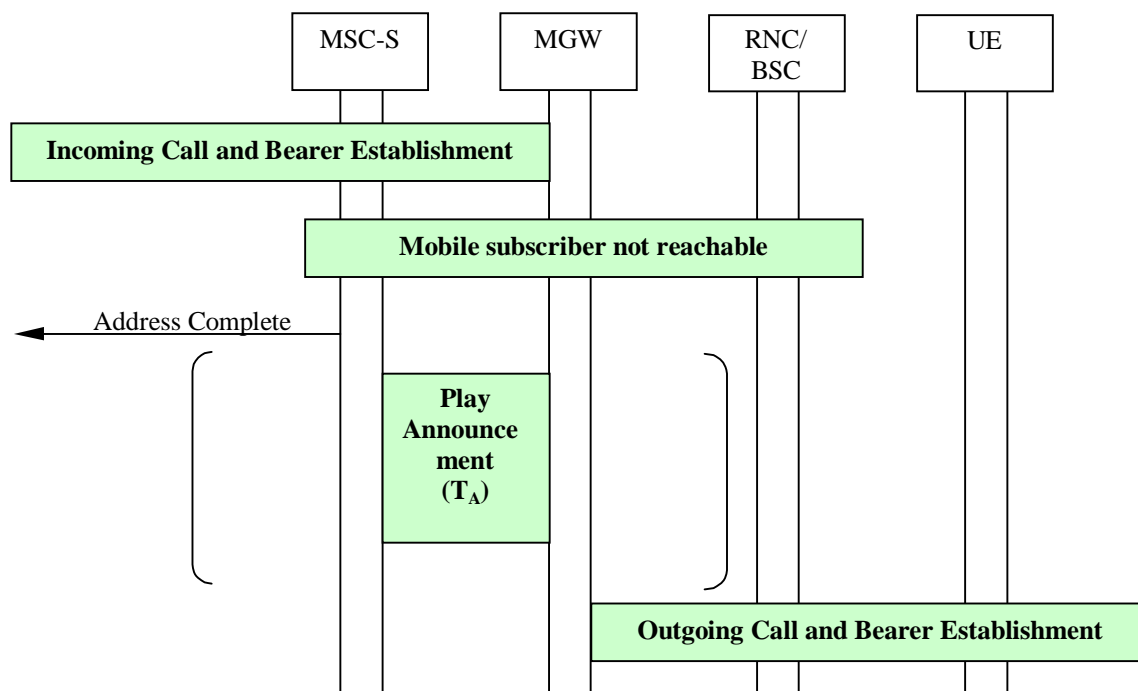 MSC-S
MGW
RNC/
BSC
UE
Incoming Call and Bearer Establishment
Mobile subscriber not reachable
Address Complete
Play
Announce
ment
(TA)
Outgoing Call and Bearer Establishment